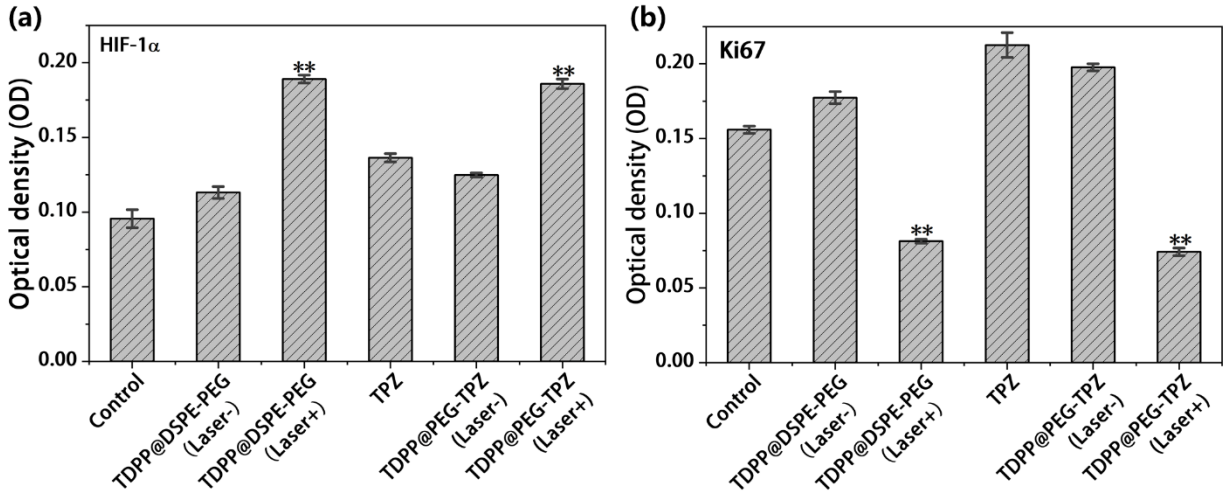 (a)
HIF-1α
Optical density (OD)
0.20
0.15
0.10
0.05
0.00
**
**
Control
TDPP@DSPE-PEG
(Laser-)
TDPP@DSPE-PEG
(Laser+)
TPZ
TDPP@PEG-TPZ
(Laser-)
TDPP@PEG-TPZ
(Laser+)
(b)
Ki67
Optical density (OD)
0.20
0.15
0.10
0.05
0.00
**
**
Control
TDPP@DSPE-PEG
(Laser-)
TDPP@DSPE-PEG
(Laser+)
TPZ
TDPP@PEG-TPZ
(Laser-)
TDPP@PEG-TPZ
(Laser+)